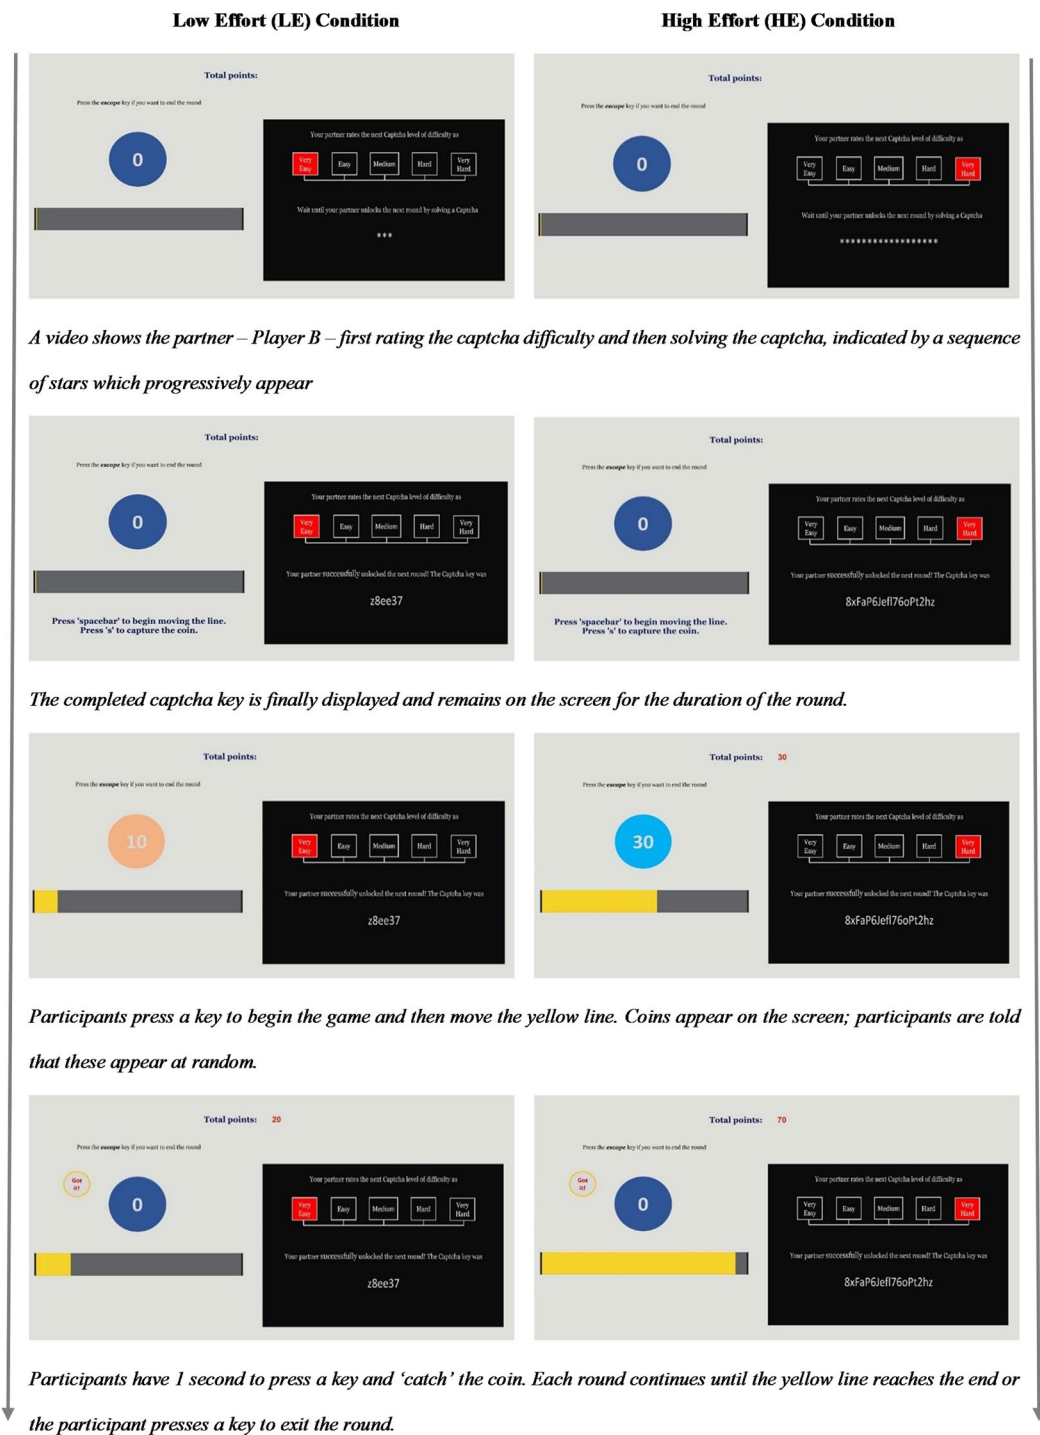 Low Effort (LE) Condition
High Effort (HE) Condition
Total points:
Press the escape key if you want to end the round
0
Your partner rates the next Captcha level of difficulty as
Very Easy
Easy
Medium
Hard
Very Hard
Wait until your partner unlocks the next round by solving a Captcha
***
Total points:
Press the escape key if you want to end the round
0
Your partner rates the next Captcha level of difficulty as
Very Easy
Easy
Medium
Hard
Very Hard
Wait until your partner unlocks the next round by solving a Captcha
******************
A video shows the partner – Player B – first rating the captcha difficulty and then solving the captcha, indicated by a sequence
of stars which progressively appear
Total points:
Press the escape key if you want to end the round
0
Your partner rates the next Captcha level of difficulty as
Very Easy
Easy
Medium
Hard
Very Hard
Your partner successfully unlocked the next round! The Captcha key was
z8ee37
Press 'spacebar' to begin moving the line.
Press 's' to capture the coin.
Total points:
Press the escape key if you want to end the round
0
Your partner rates the next Captcha level of difficulty as
Very Easy
Easy
Medium
Hard
Very Hard
Your partner successfully unlocked the next round! The Captcha key was
8xFaP6Jefl76oPt2hz
Press 'spacebar' to begin moving the line.
Press 's' to capture the coin.
The completed captcha key is finally displayed and remains on the screen for the duration of the round.
Total points:
Press the escape key if you want to end the round
10
Your partner rates the next Captcha level of difficulty as
Very Easy
Easy
Medium
Hard
Very Hard
Your partner successfully unlocked the next round! The Captcha key was
z8ee37
Total points: 30
Press the escape key if you want to end the round
30
Your partner rates the next Captcha level of difficulty as
Very Easy
Easy
Medium
Hard
Very Hard
Your partner successfully unlocked the next round! The Captcha key was
8xFaP6Jefl76oPt2hz
Participants press a key to begin the game and then move the yellow line. Coins appear on the screen; participants are told
that these appear at random.
Total points: 20
Press the escape key if you want to end the round
Got it!
0
Your partner rates the next Captcha level of difficulty as
Very Easy
Easy
Medium
Hard
Very Hard
Your partner successfully unlocked the next round! The Captcha key was
z8ee37
Total points: 70
Press the escape key if you want to end the round
Got it!
0
Your partner rates the next Captcha level of difficulty as
Very Easy
Easy
Medium
Hard
Very Hard
Your partner successfully unlocked the next round! The Captcha key was
8xFaP6Jefl76oPt2hz
Participants have 1 second to press a key and ‘catch’ the coin. Each round continues until the yellow line reaches the end or
the participant presses a key to exit the round.